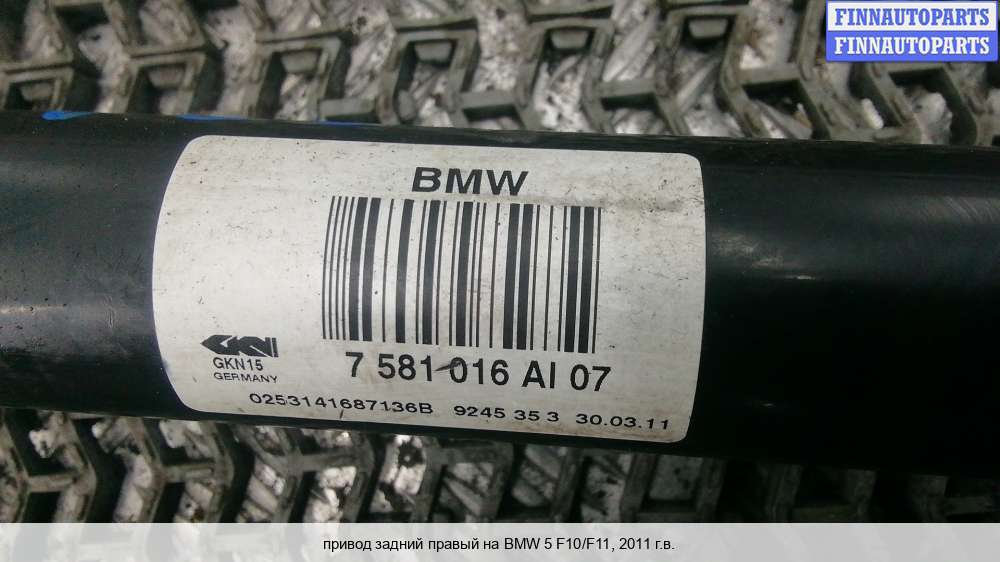 FINNAUTOPARTS
FINNAUTOPARTS
BMW
GKN
GKN15
GERMANY
7 581 016 AI 07
0253141687136B 9245 35 3 30.03.11
привод задний правый на BMW 5 F10/F11, 2011 г.в.